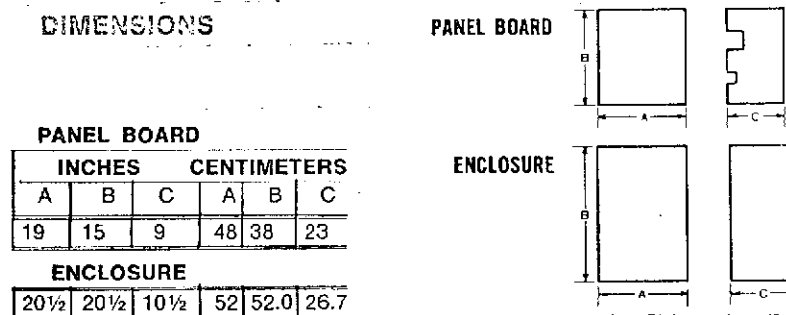 DIMENSIONS
PANEL BOARD
INCHES CENTIMETERS
A B C A B C
19 15 9 48 38 23
ENCLOSURE
20½ 20½ 10½ 52 52.0 26.7
PANEL BOARD
B
A C
ENCLOSURE
B
A C